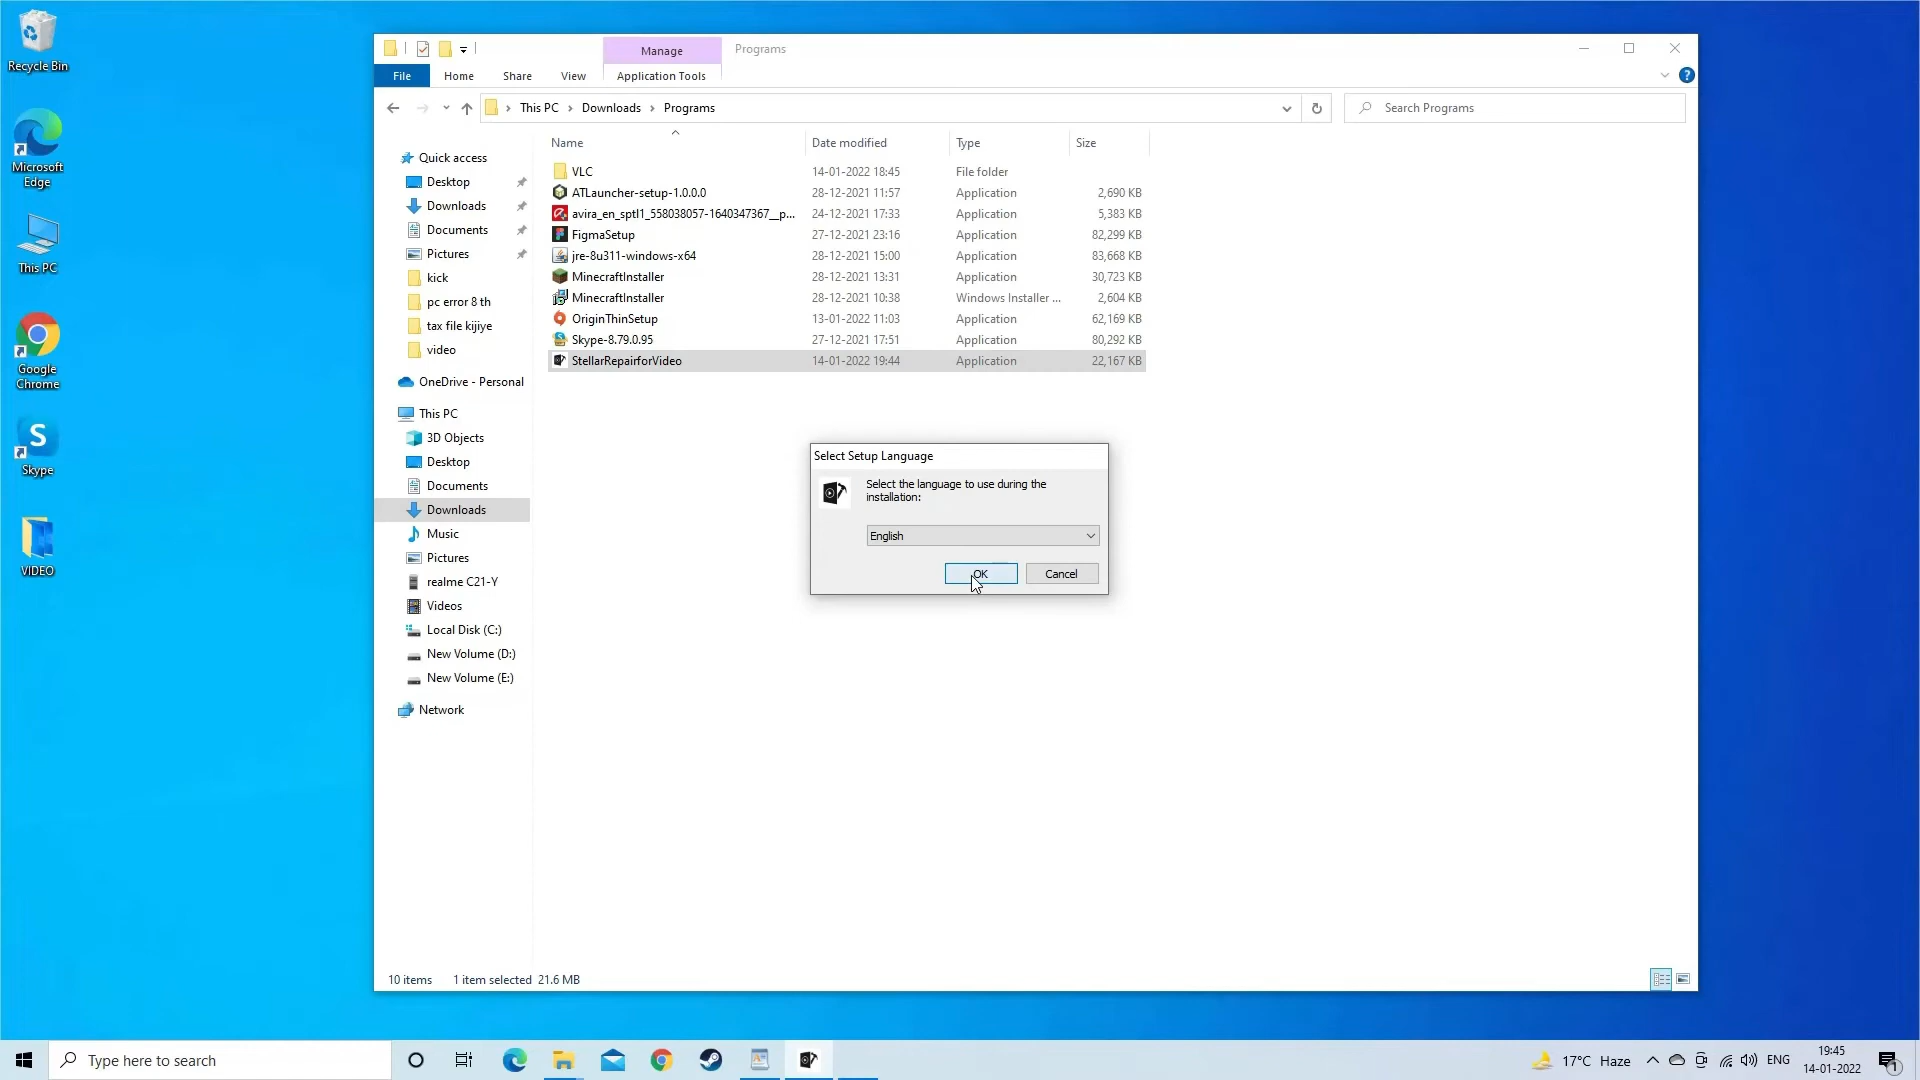 Recycle Bin
Microsoft
Edge
This PC
Google
Chrome
S
Skype
VIDEO
Manage
Programs
File
Home
Share
View
Application Tools
?
This PC
Downloads
Programs
Search Programs
Quick access
Desktop
Downloads
Documents
Pictures
kick
pc error 8 th
tax file kijiye
video
OneDrive - Personal
This PC
3D Objects
Desktop
Documents
Downloads
Music
Pictures
realme C21-Y
Videos
Local Disk (C:)
New Volume (D:)
New Volume (E:)
Network
Name Date modified Type Size
VLC 14-01-2022 18:45 File folder
ATLauncher-setup-1.0.0.0 28-12-2021 11:57 Application 2,690 KB
avira_en_sptl1_558038057-1640347367__p... 24-12-2021 17:33 Application 5,383 KB
FigmaSetup 27-12-2021 23:16 Application 82,299 KB
jre-8u311-windows-x64 28-12-2021 15:00 Application 83,668 KB
MinecraftInstaller 28-12-2021 13:31 Application 30,723 KB
MinecraftInstaller 28-12-2021 10:38 Windows Installer ... 2,604 KB
OriginThinSetup 13-01-2022 11:03 Application 62,169 KB
Skype-8.79.0.95 27-12-2021 17:51 Application 80,292 KB
StellarRepairforVideo 14-01-2022 19:44 Application 22,167 KB
Select Setup Language
Select the language to use during the
installation:
English
OK Cancel
10 items 1 item selected 21.6 MB
Type here to search
17°C Haze
ENG
19:45
14-01-2022
1